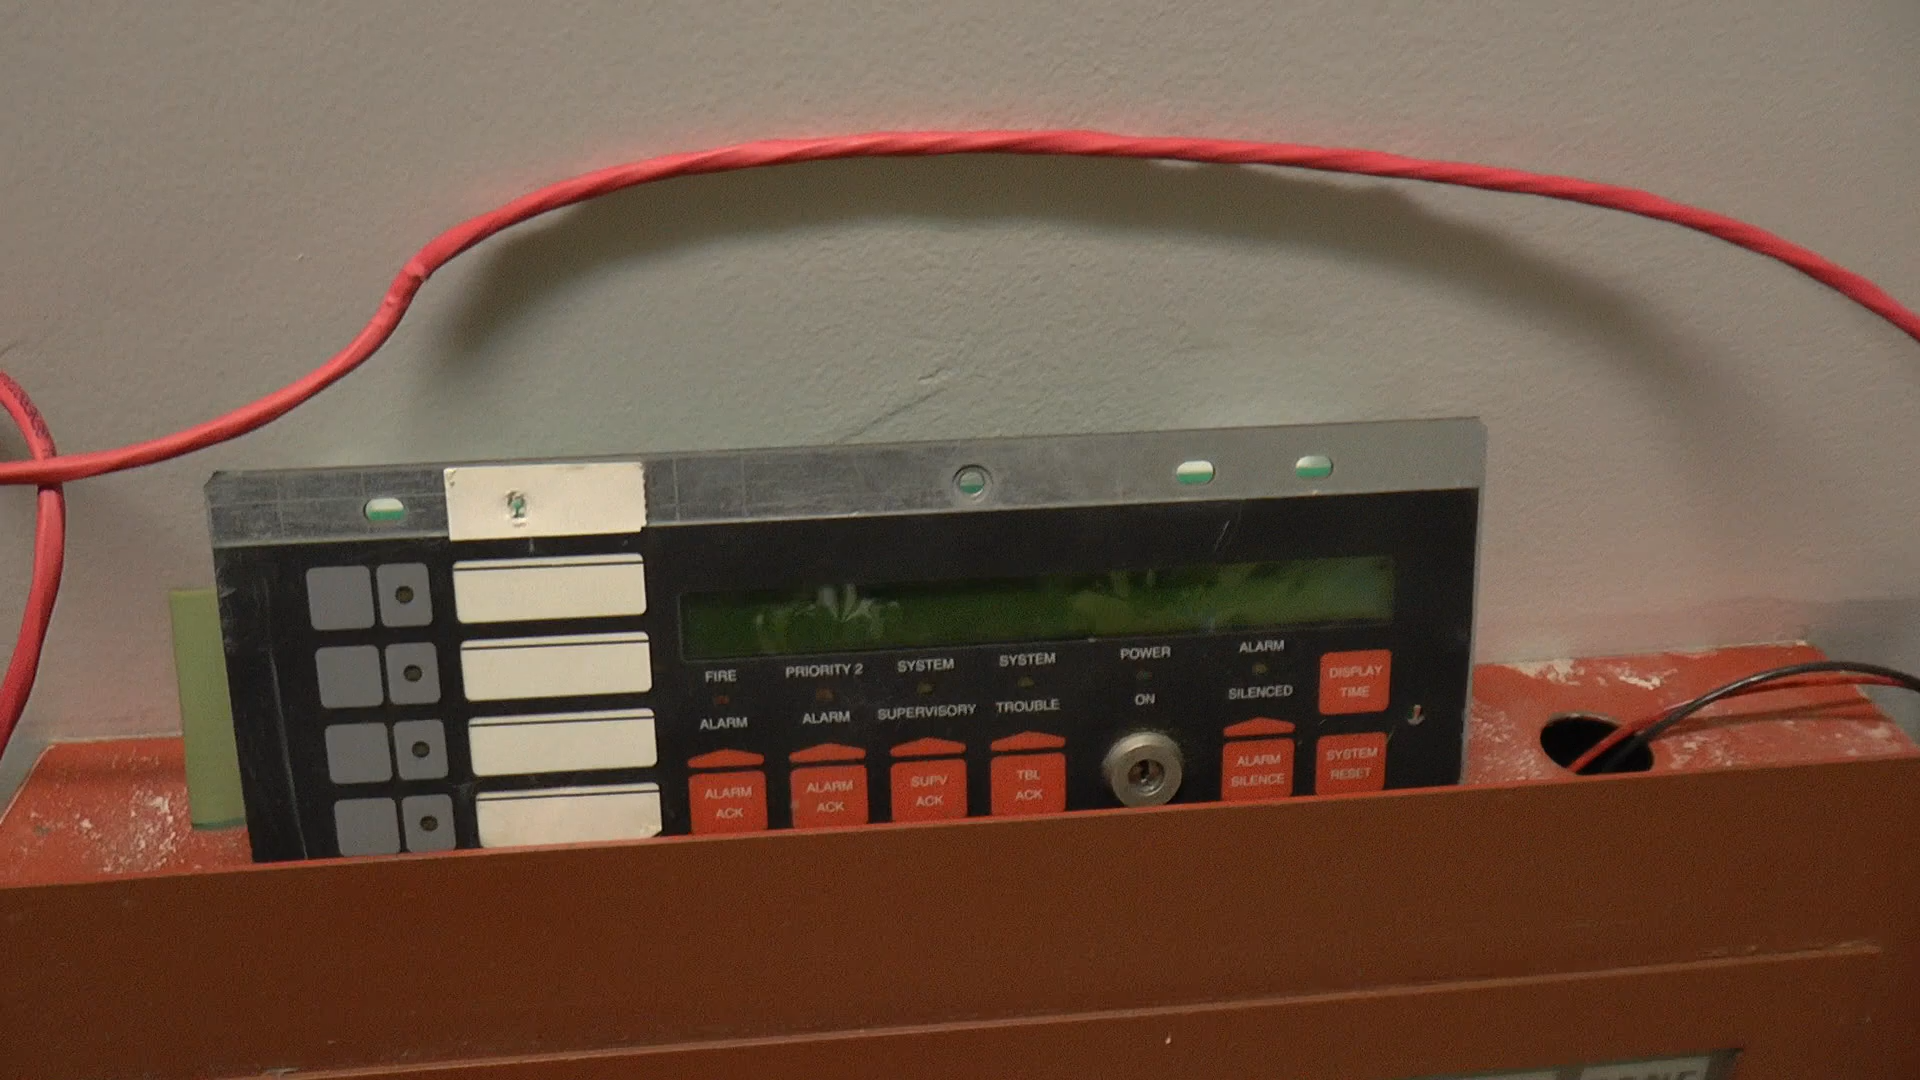 FIRE
ALARM
PRIORITY 2
ALARM
SYSTEM
SUPERVISORY
SYSTEM
TROUBLE
POWER
ON
ALARM
SILENCED
DISPLAY
TIME
ALARM
ACK
ALARM
ACK
SUPV
ACK
TBL
ACK
ALARM
SILENCE
SYSTEM
RESET